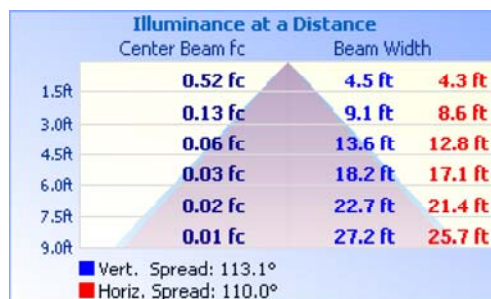 Illuminance at a Distance
Center Beam fc Beam Width
1.5ft 0.52 fc 4.5 ft 4.3 ft
3.0ft 0.13 fc 9.1 ft 8.6 ft
4.5ft 0.06 fc 13.6 ft 12.8 ft
6.0ft 0.03 fc 18.2 ft 17.1 ft
7.5ft 0.02 fc 22.7 ft 21.4 ft
9.0ft 0.01 fc 27.2 ft 25.7 ft
Vert. Spread: 113.1°
Horiz. Spread: 110.0°